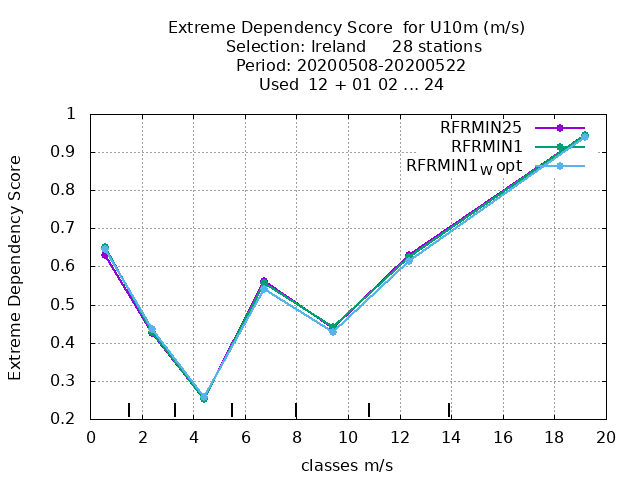 Extreme Dependency Score for U10m (m/s)
Selection: Ireland 28 stations
Period: 20200508-20200522
Used 12 + 01 02 ... 24
Extreme Dependency Score
1
0.9
0.8
0.7
0.6
0.5
0.4
0.3
0.2
RFRMIN25
RFRMIN1
RFRMIN1W opt
0 2 4 6 8 10 12 14 16 18 20
classes m/s